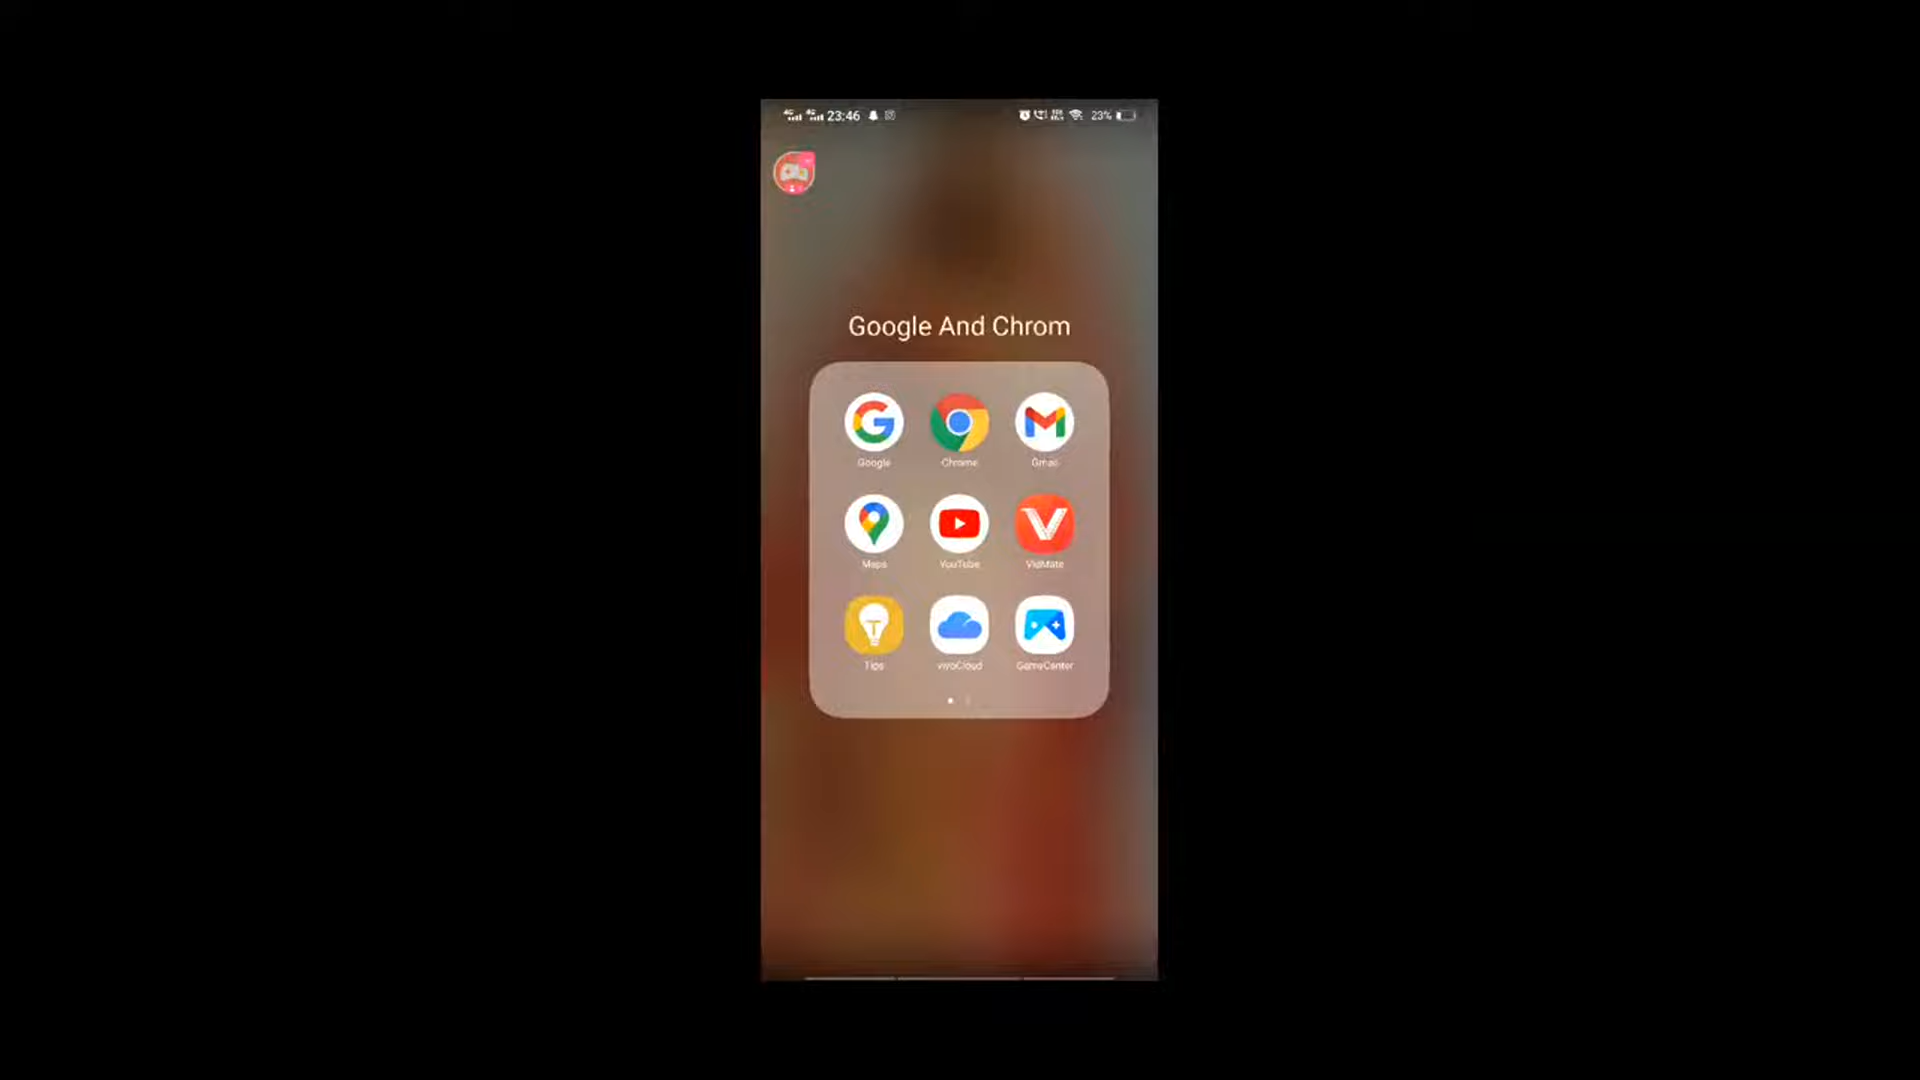 23:46 23%
Google And Chrom
Google Chrome Gmail
Maps YouTube VidMate
Tips vivoCloud GameCenter